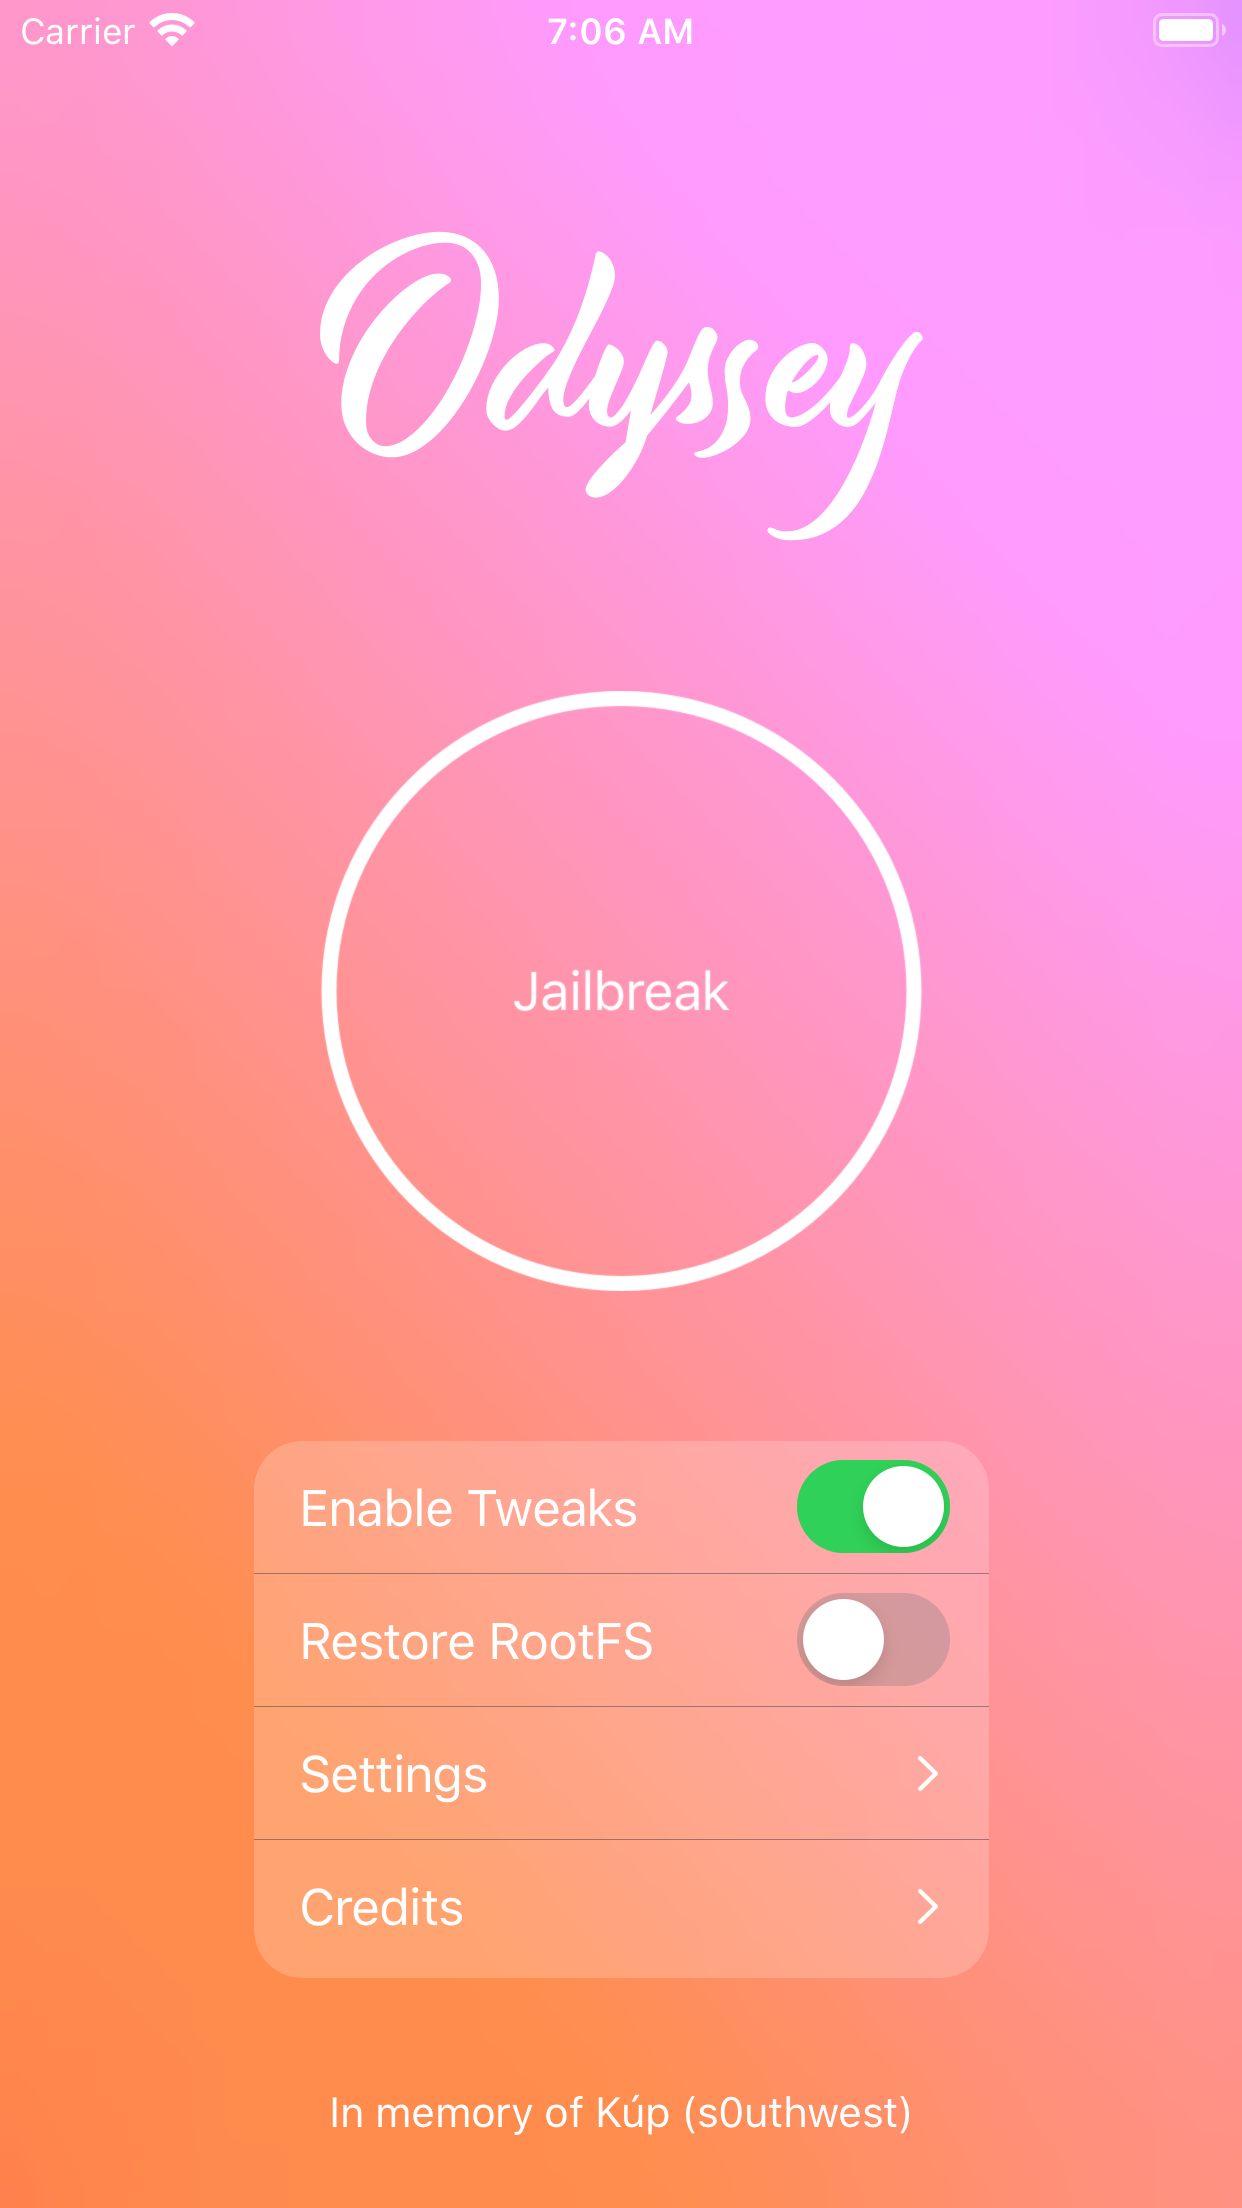 Carrier 7:06 AM
Odyssey
Jailbreak
Enable Tweaks
Restore RootFS
Settings
Credits
In memory of Kúp (s0uthwest)